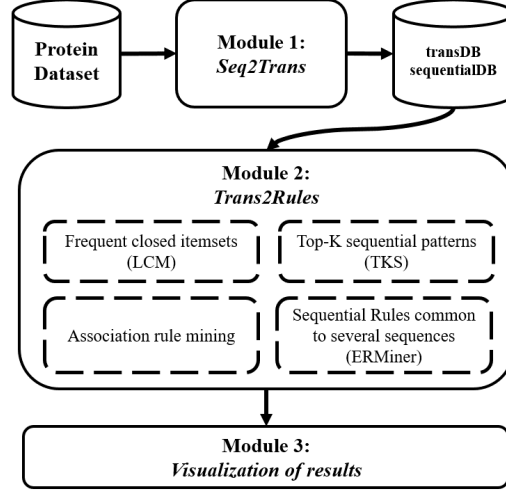 Protein
Dataset
Module 1:
Seq2Trans
transDB
sequentialDB
Module 2:
Trans2Rules
Frequent closed itemsets
(LCM)
Top-K sequential patterns
(TKS)
Association rule mining
Sequential Rules common
to several sequences
(ERMiner)
Module 3:
Visualization of results